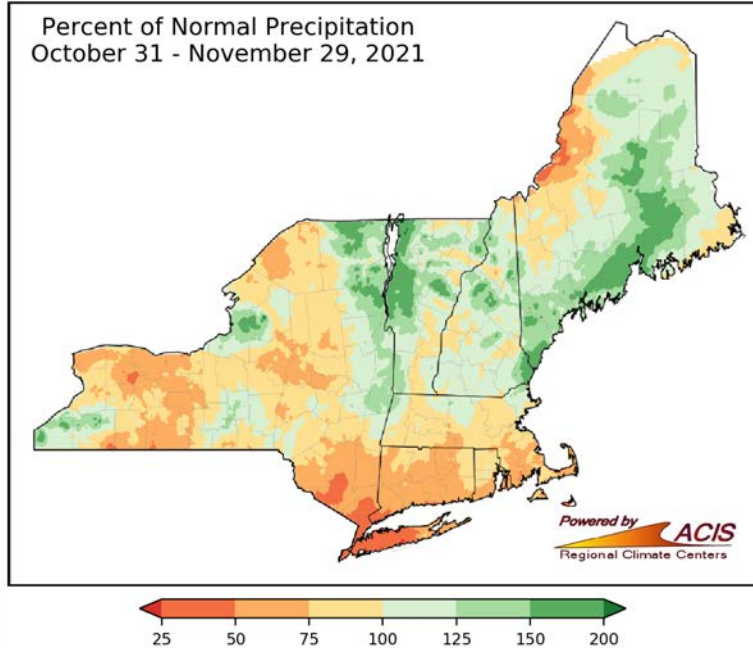 Percent of Normal Precipitation
October 31 - November 29, 2021
Powered by
ACIS
Regional Climate Centers
25 50 75 100 125 150 200